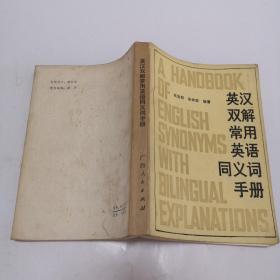 A HANDBOOK
OF
ENGLISH
SYNONYMS
WITH
BILINGUAL
EXPLANATIONS
编著
英汉
双解
常用
英语
同义词
手册
英汉双解常用英语同义词手册
广西人民出版社